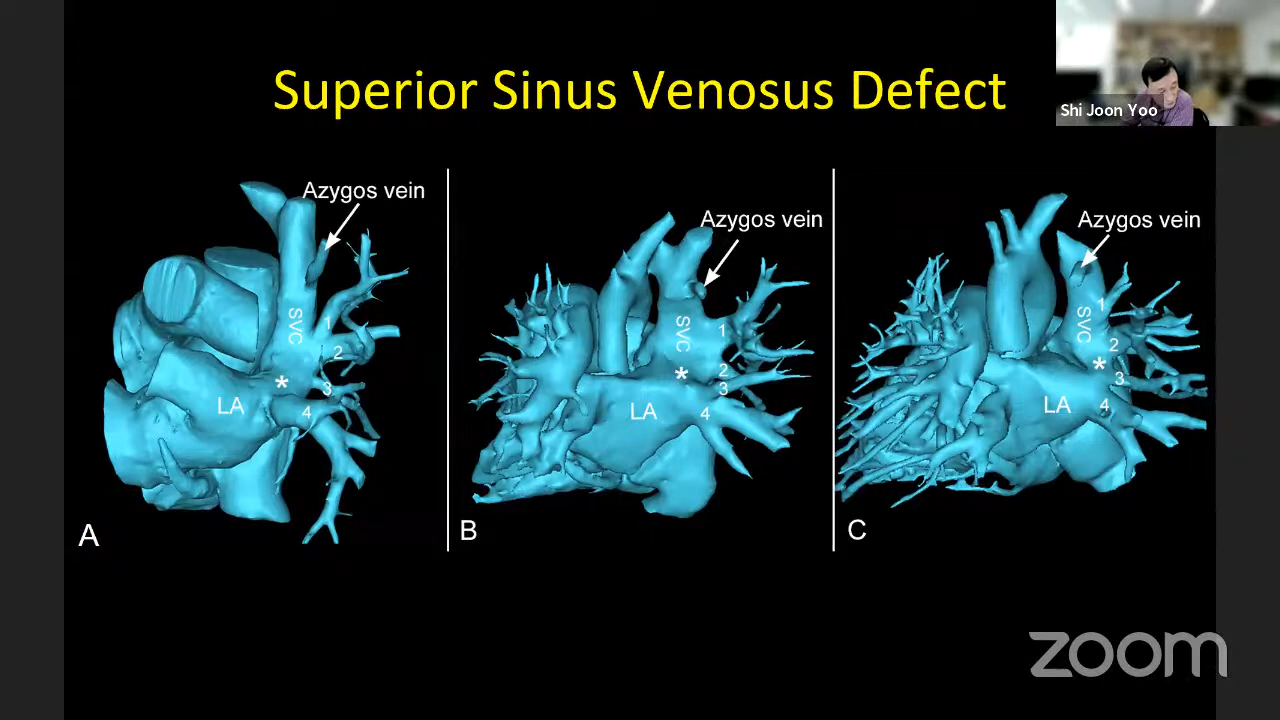 Superior Sinus Venosus Defect
Shi Joon Yoo
Azygos vein
SVC
1
2
*
3
LA
4
A
Azygos vein
SVC
1
2
*
3
LA
4
B
Azygos vein
1
SVC
2
*
3
LA
4
C
zoom